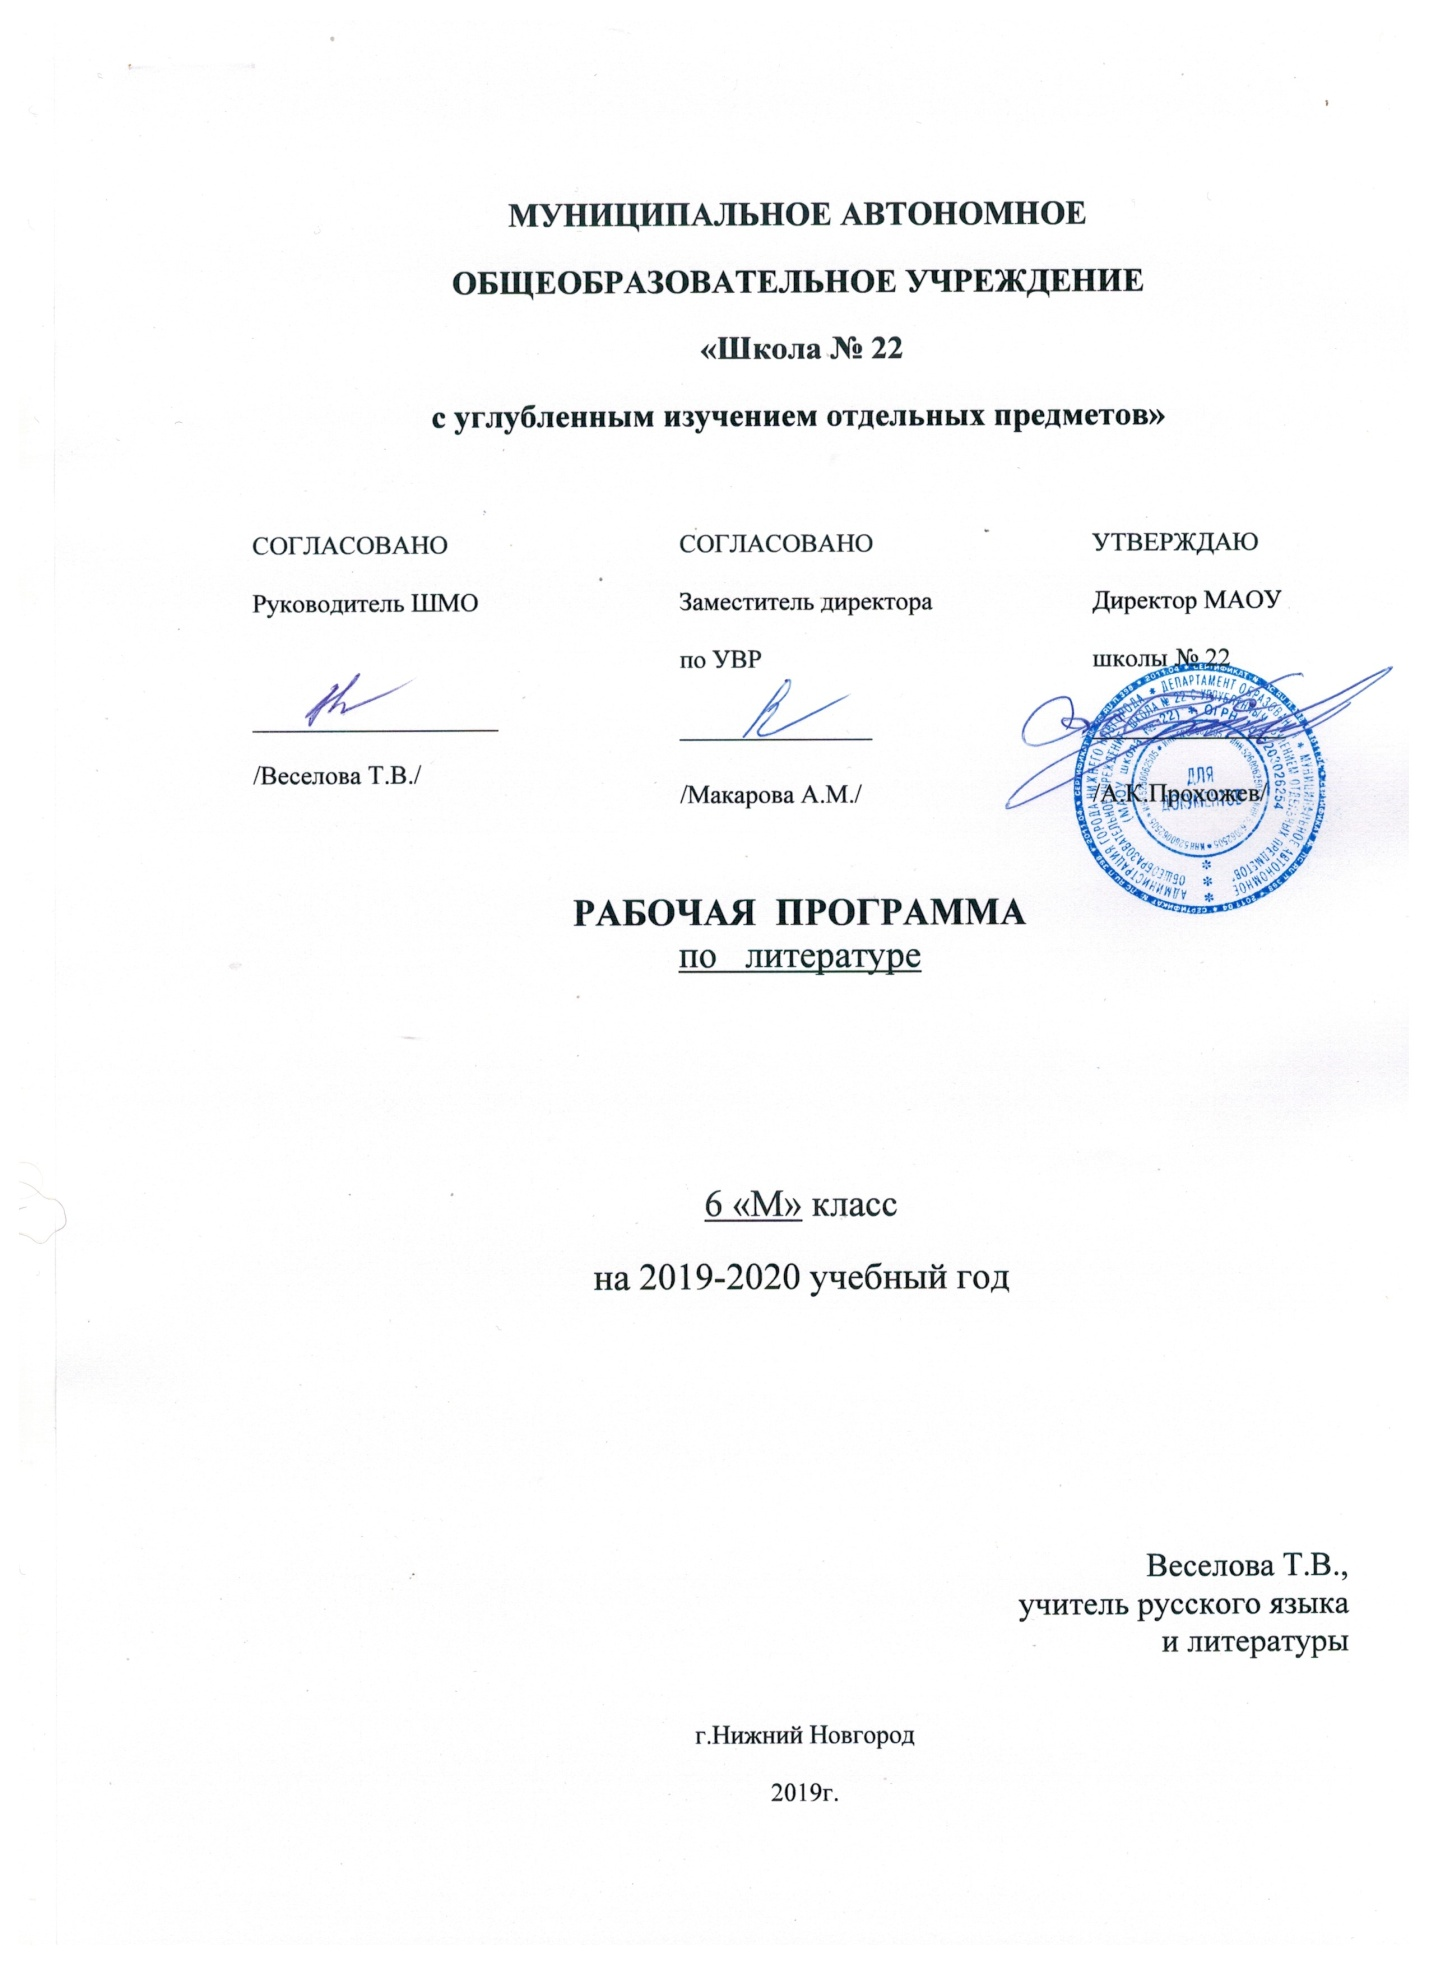 МУНИЦИПАЛЬНОЕ АВТОНОМНОЕ
ОБЩЕОБРАЗОВАТЕЛЬНОЕ УЧРЕЖДЕНИЕ
«Школа № 22
с углубленным изучением отдельных предметов»
СОГЛАСОВАНО
Руководитель ШМО
/Веселова Т.В./
СОГЛАСОВАНО
Заместитель директора
по УВР
/Макарова А.М./
УТВЕРЖДАЮ
Директор МАОУ
школы № 22
/А.К.Прохожев/
ДЛЯ
ДОКУМЕНТОВ
РАБОЧАЯ ПРОГРАММА
по литературе
6 «М» класс
на 2019-2020 учебный год
Веселова Т.В.,
учитель русского языка
и литературы
г.Нижний Новгород
2019г.